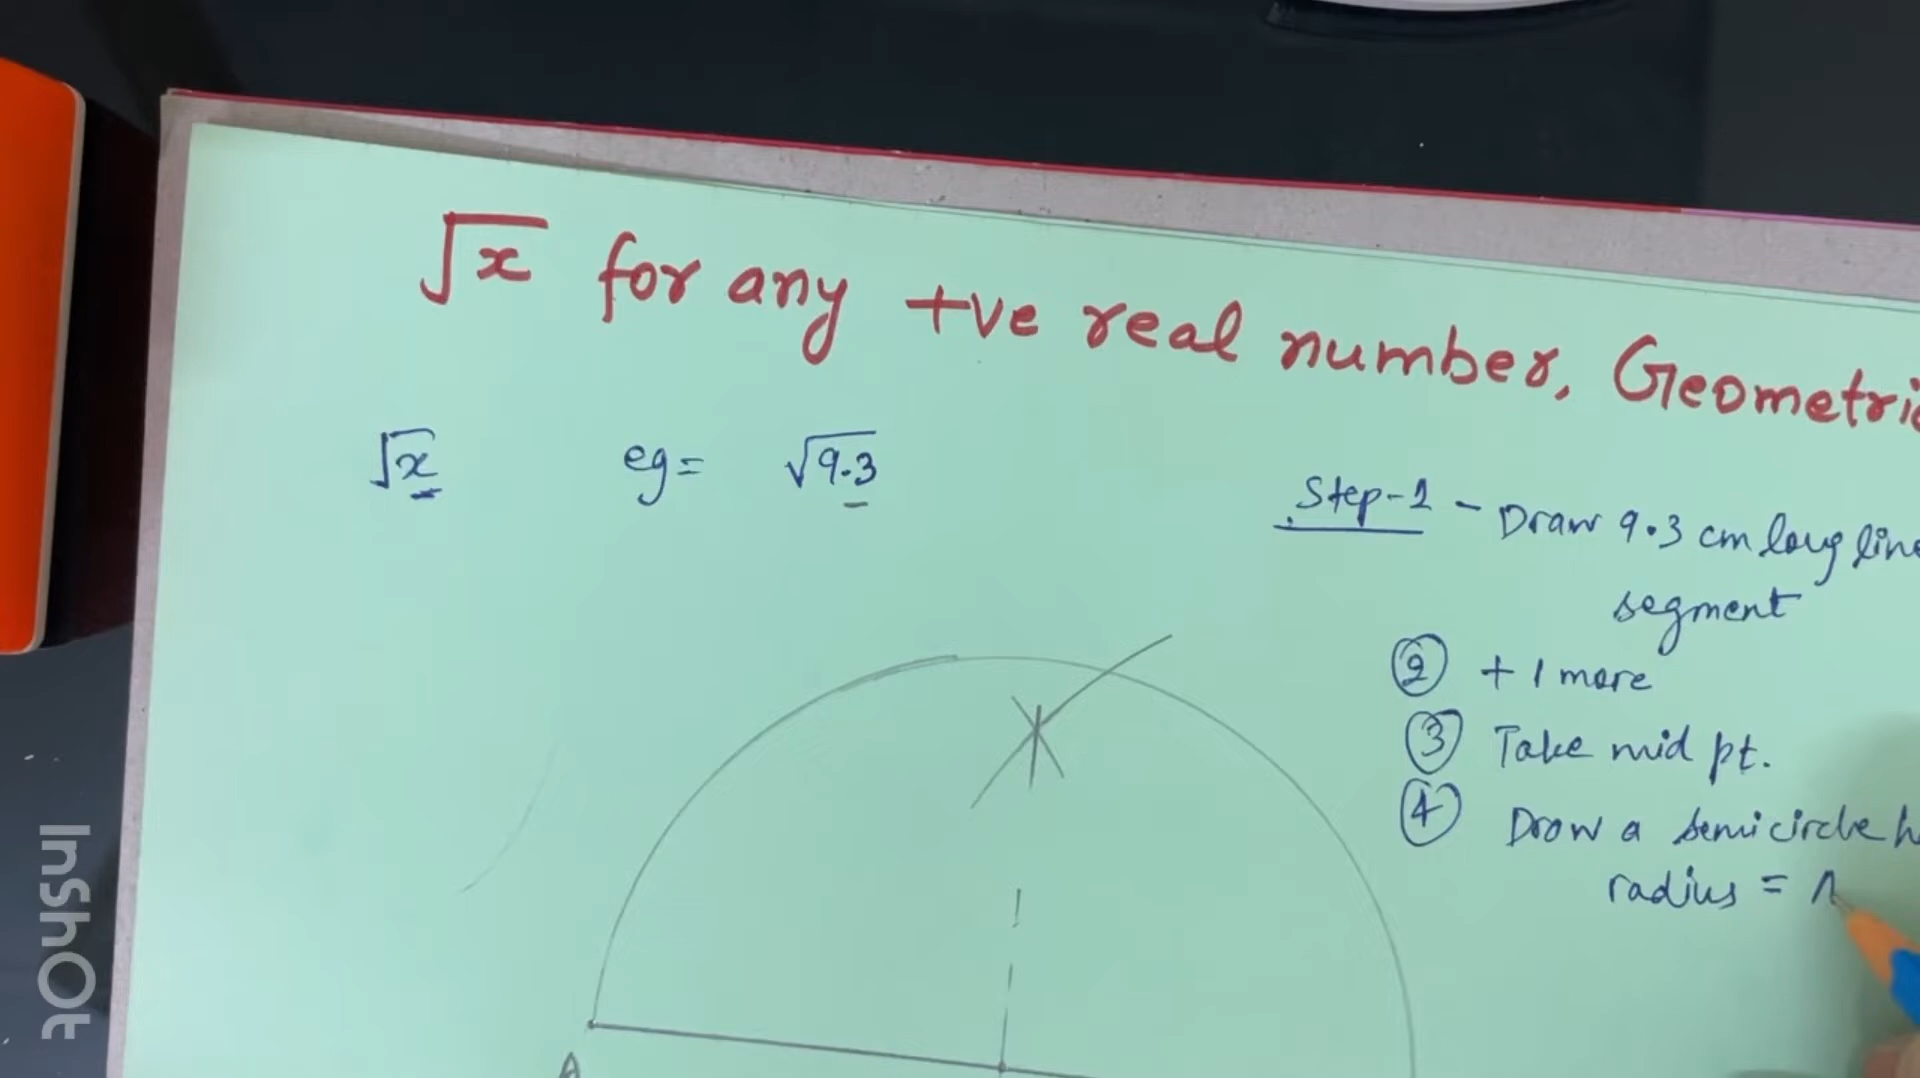 √x for any +ve real number, Geometric
√x eg= √9.3
Step-1 - Draw 9.3 cm long line
segment
② + 1 more
③ Take mid pt.
④ Draw a semicircle
radius =
A
InShOt